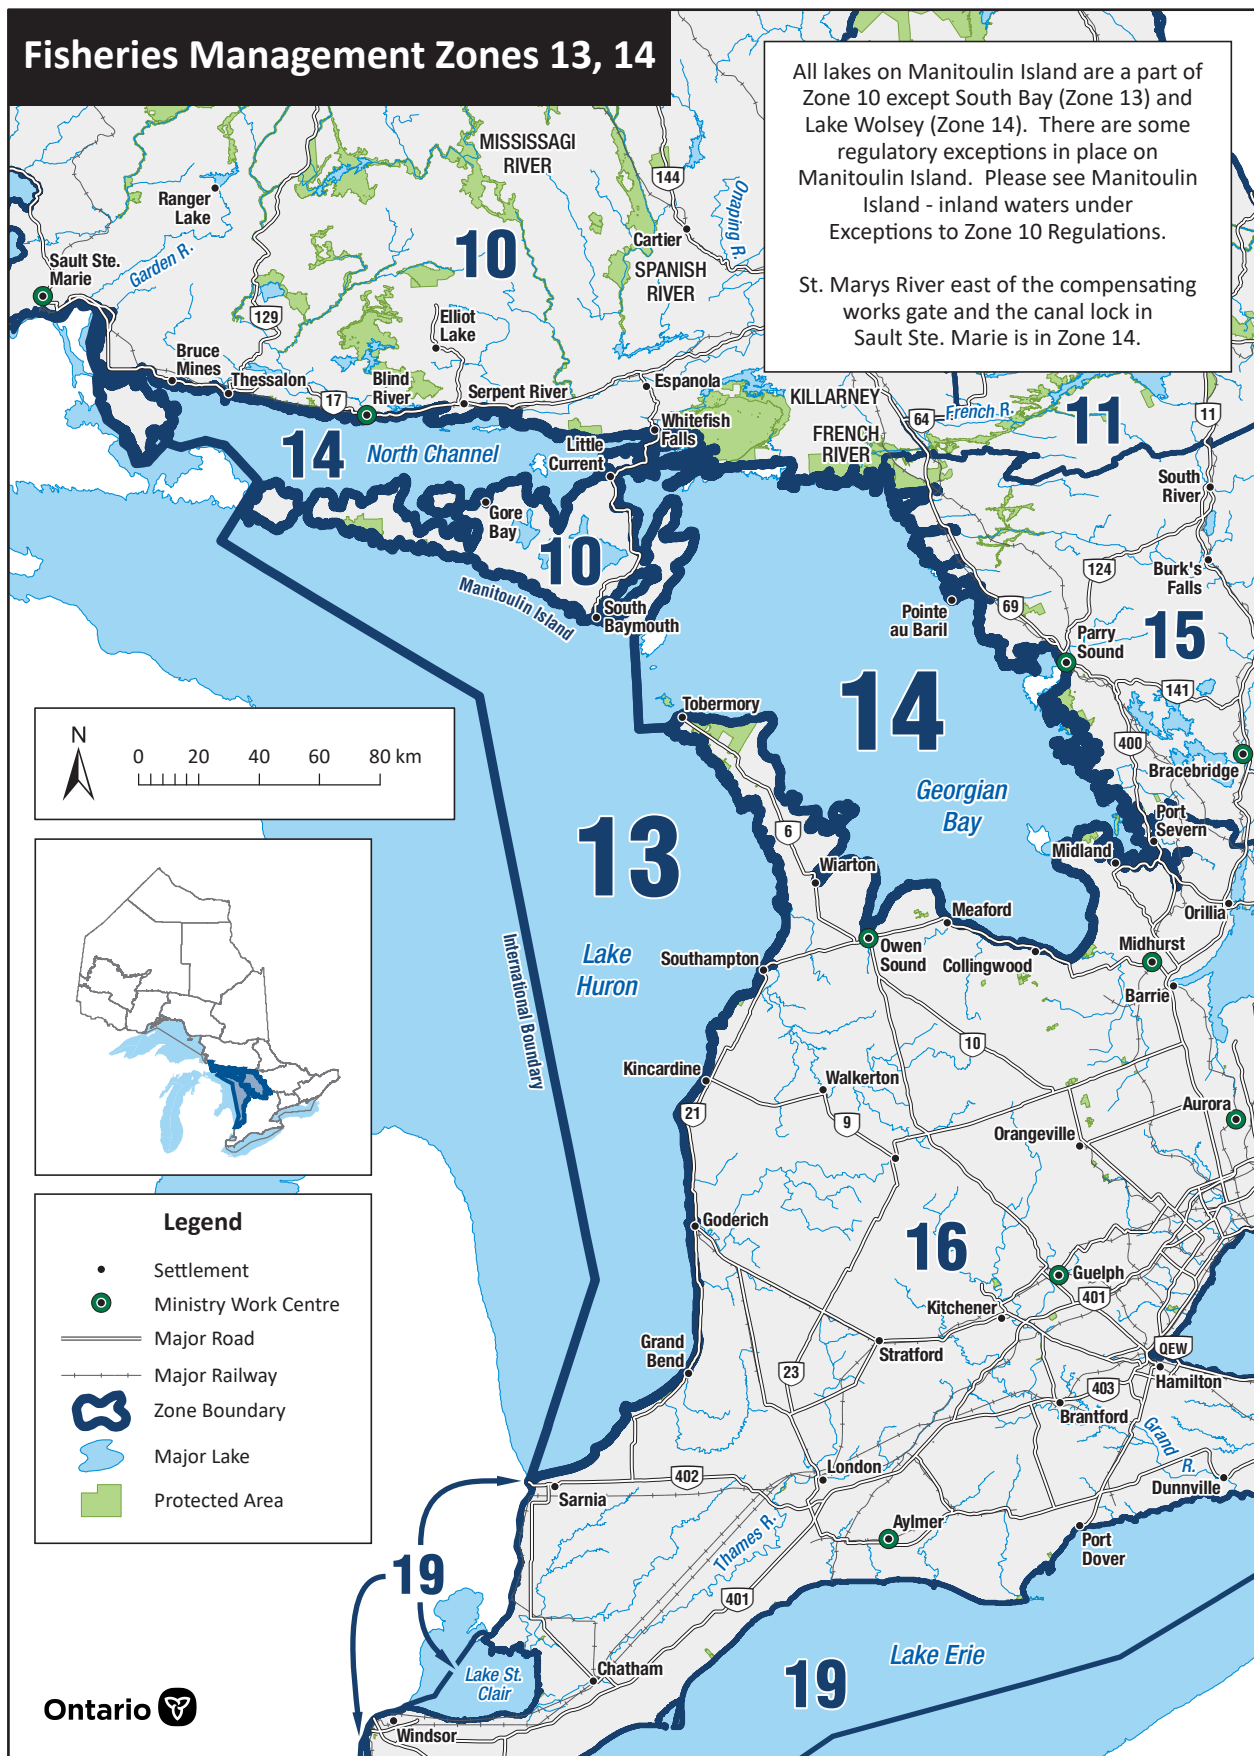 Fisheries Management Zones 13, 14
All lakes on Manitoulin Island are a part of
Zone 10 except South Bay (Zone 13) and
Lake Wolsey (Zone 14). There are some
regulatory exceptions in place on
Manitoulin Island. Please see Manitoulin
Island - inland waters under
Exceptions to Zone 10 Regulations.
St. Marys River east of the compensating
works gate and the canal lock in
Sault Ste. Marie is in Zone 14.
MISSISSAGI
RIVER
144
Onaping R.
Ranger
Lake
Cartier
10
Garden R.
Sault Ste.
Marie
SPANISH
RIVER
129
Elliot
Lake
Bruce
Mines
Thessalon
17
Blind
River
Serpent River
Espanola
KILLARNEY
64
French R.
11
11
Whitefish
Falls
FRENCH
RIVER
14
North Channel
Little
Current
South
River
Gore
Bay
10
124
Burk's
Falls
Manitoulin Island
South
Baymouth
Pointe
au Baril
69
Parry
Sound
15
141
14
Tobermory
400
Bracebridge
N
0 20 40 60 80 km
Georgian
Bay
Port
Severn
13
6
Midland
Wiarton
Orillia
Meaford
Owen
Sound
Midhurst
Collingwood
Southampton
Lake
Huron
Barrie
International Boundary
10
Kincardine
Walkerton
21
9
Aurora
Orangeville
Goderich
16
Guelph
401
Kitchener
Grand
Bend
Stratford
QEW
Hamilton
23
403
Brantford
Grand
R.
London
402
Sarnia
Dunnville
Aylmer
Thames R.
Port
Dover
401
19
Lake St.
Clair
Chatham
Lake Erie
19
Windsor
Legend
Settlement
Ministry Work Centre
Major Road
Major Railway
Zone Boundary
Major Lake
Protected Area
Ontario